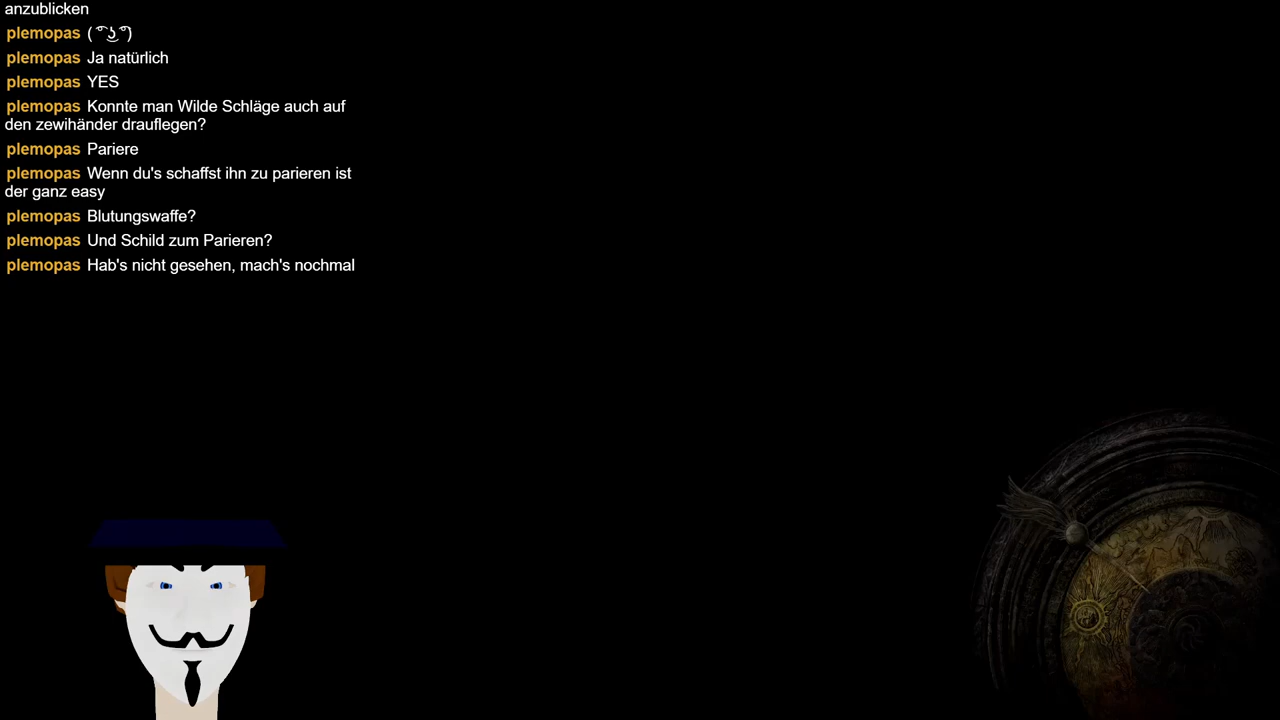 anzublicken
plemopas ( ͡° ͜ʖ ͡°)
plemopas Ja natürlich
plemopas YES
plemopas Konnte man Wilde Schläge auch auf
den zewihänder drauflegen?
plemopas Pariere
plemopas Wenn du's schaffst ihn zu parieren ist
der ganz easy
plemopas Blutungswaffe?
plemopas Und Schild zum Parieren?
plemopas Hab's nicht gesehen, mach's nochmal